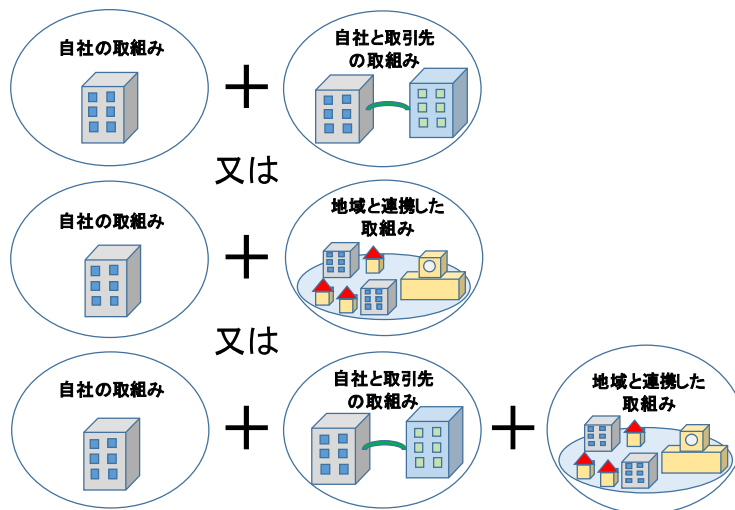 自社の取組み
+
自社と取引先
の取組み
又は
自社の取組み
+
地域と連携した
取組み
又は
自社の取組み
+
自社と取引先
の取組み
+
地域と連携した
取組み